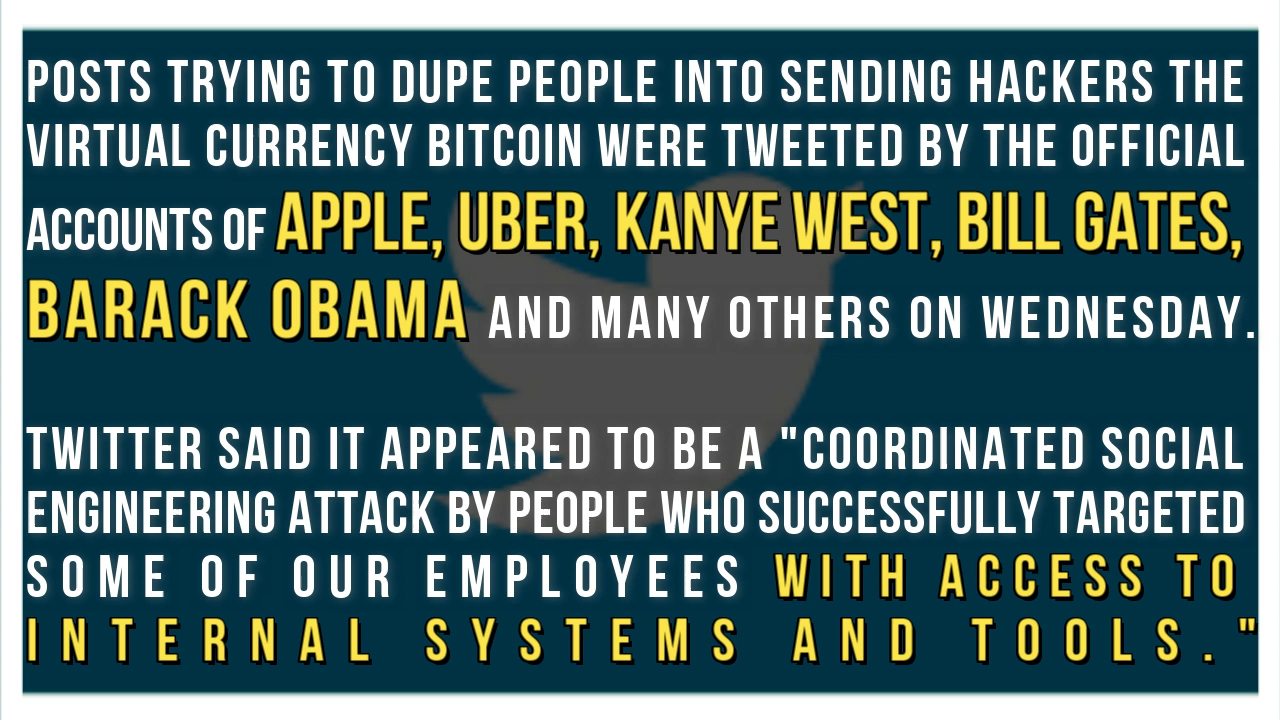 POSTS TRYING TO DUPE PEOPLE INTO SENDING HACKERS THE
VIRTUAL CURRENCY BITCOIN WERE TWEETED BY THE OFFICIAL
ACCOUNTS OF APPLE, UBER, KANYE WEST, BILL GATES,
BARACK OBAMA AND MANY OTHERS ON WEDNESDAY.
TWITTER SAID IT APPEARED TO BE A "COORDINATED SOCIAL
ENGINEERING ATTACK BY PEOPLE WHO SUCCESSFULLY TARGETED
SOME OF OUR EMPLOYEES WITH ACCESS TO
INTERNAL SYSTEMS AND TOOLS."